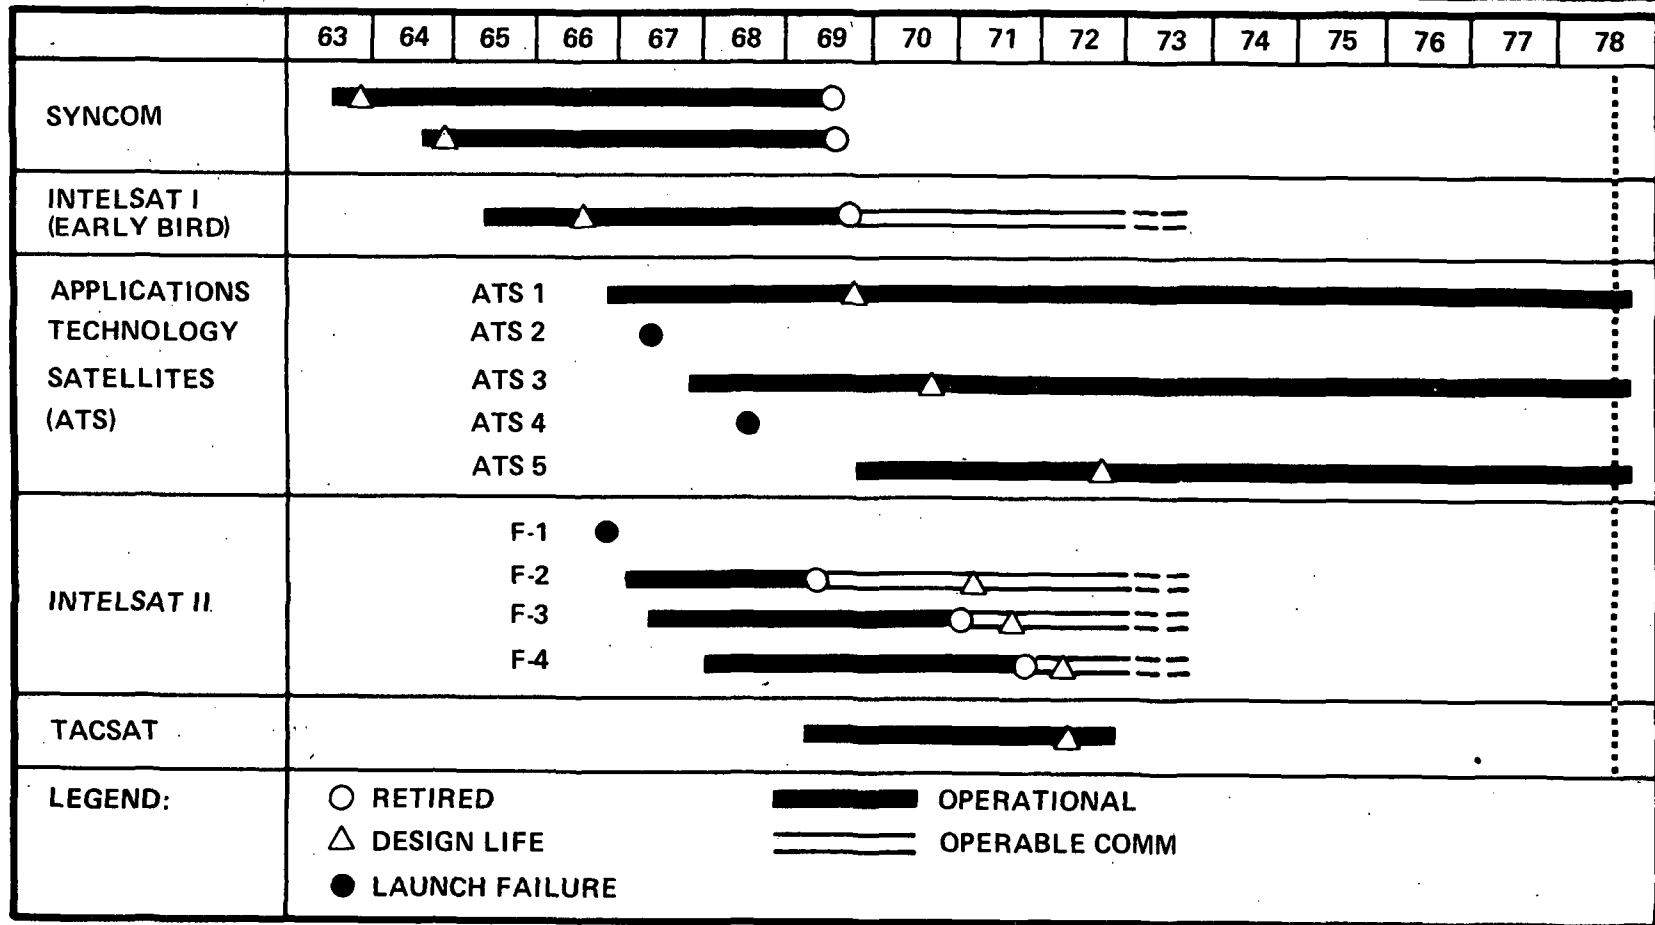 63 64 65 66 67 68 69 70 71 72 73 74 75 76 77 78
SYNCOM
INTELSAT I
(EARLY BIRD)
APPLICATIONS ATS 1
TECHNOLOGY ATS 2
SATELLITES ATS 3
(ATS) ATS 4
ATS 5
F-1
F-2
INTELSAT II
F-3
F-4
TACSAT
LEGEND: RETIRED OPERATIONAL
DESIGN LIFE OPERABLE COMM
LAUNCH FAILURE